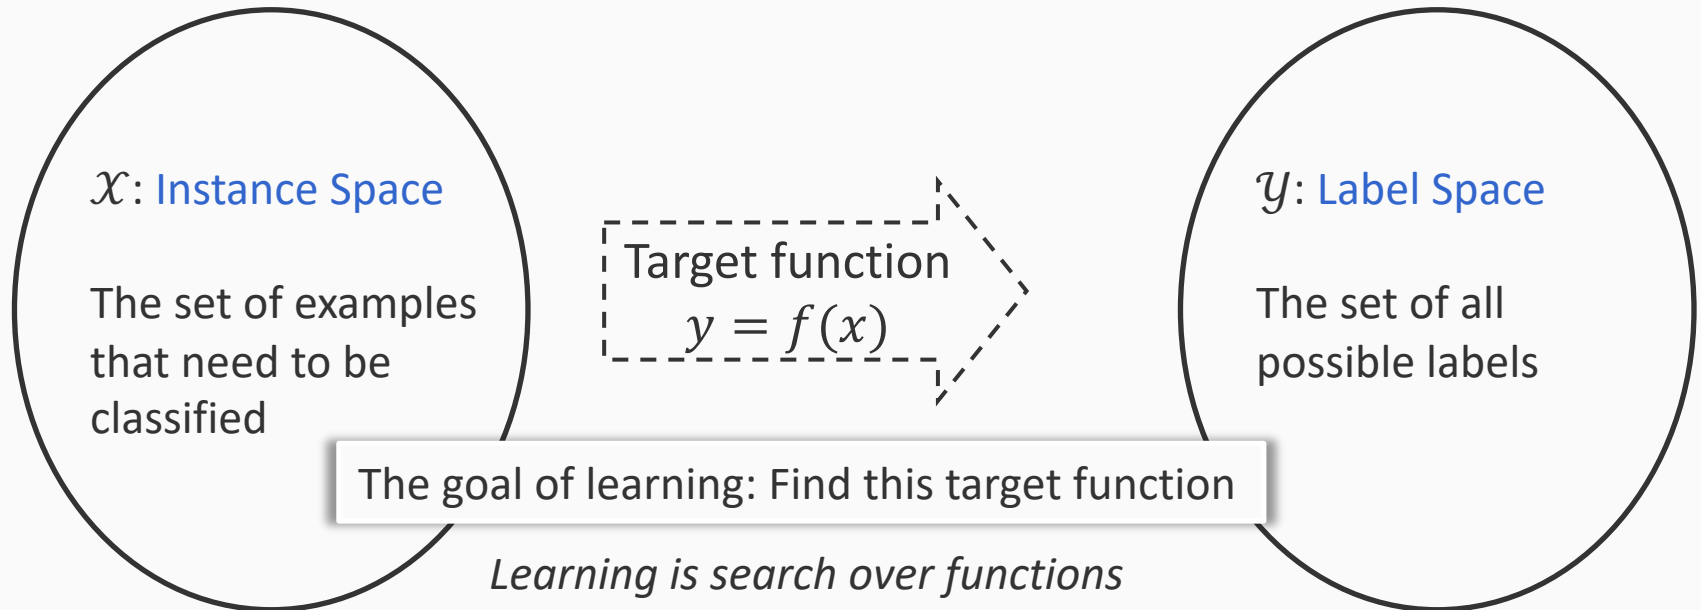 𝒳: Instance Space
The set of examples
that need to be
classified
Target function
y = f(x)
𝒴: Label Space
The set of all
possible labels
The goal of learning: Find this target function
Learning is search over functions